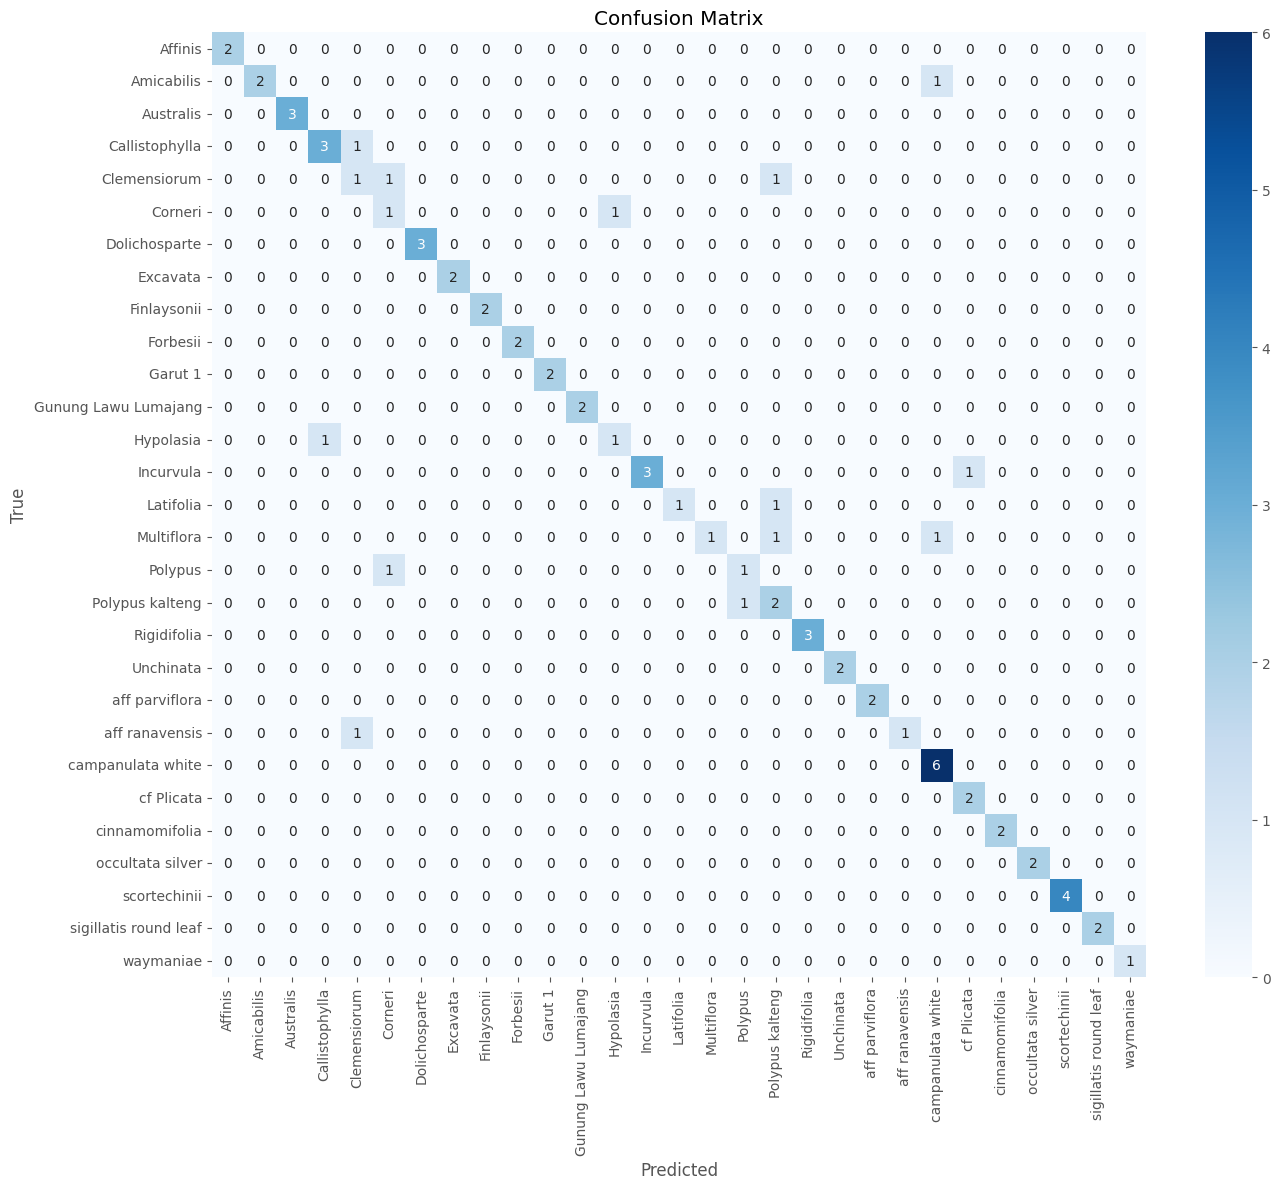 Confusion Matrix
Affinis 2 0 0 0 0 0 0 0 0 0 0 0 0 0 0 0 0 0 0 0 0 0 0 0 0 0 0 0 0
Amicabilis 0 2 0 0 0 0 0 0 0 0 0 0 0 0 0 0 0 0 0 0 0 0 1 0 0 0 0 0 0
Australis 0 0 3 0 0 0 0 0 0 0 0 0 0 0 0 0 0 0 0 0 0 0 0 0 0 0 0 0 0
Callistophylla 0 0 0 3 1 0 0 0 0 0 0 0 0 0 0 0 0 0 0 0 0 0 0 0 0 0 0 0 0
Clemensiorum 0 0 0 0 1 1 0 0 0 0 0 0 0 0 0 0 0 1 0 0 0 0 0 0 0 0 0 0 0
Corneri 0 0 0 0 0 1 0 0 0 0 0 0 1 0 0 0 0 0 0 0 0 0 0 0 0 0 0 0 0
Dolichosparte 0 0 0 0 0 0 3 0 0 0 0 0 0 0 0 0 0 0 0 0 0 0 0 0 0 0 0 0 0
Excavata 0 0 0 0 0 0 0 2 0 0 0 0 0 0 0 0 0 0 0 0 0 0 0 0 0 0 0 0 0
Finlaysonii 0 0 0 0 0 0 0 0 2 0 0 0 0 0 0 0 0 0 0 0 0 0 0 0 0 0 0 0 0
Forbesii 0 0 0 0 0 0 0 0 0 2 0 0 0 0 0 0 0 0 0 0 0 0 0 0 0 0 0 0 0
Garut 1 0 0 0 0 0 0 0 0 0 0 2 0 0 0 0 0 0 0 0 0 0 0 0 0 0 0 0 0 0
Gunung Lawu Lumajang 0 0 0 0 0 0 0 0 0 0 0 2 0 0 0 0 0 0 0 0 0 0 0 0 0 0 0 0 0
Hypolasia 0 0 0 1 0 0 0 0 0 0 0 0 1 0 0 0 0 0 0 0 0 0 0 0 0 0 0 0 0
Incurvula 0 0 0 0 0 0 0 0 0 0 0 0 0 3 0 0 0 0 0 0 0 0 0 1 0 0 0 0 0
Latifolia 0 0 0 0 0 0 0 0 0 0 0 0 0 0 1 0 0 1 0 0 0 0 0 0 0 0 0 0 0
Multiflora 0 0 0 0 0 0 0 0 0 0 0 0 0 0 0 1 0 1 0 0 0 0 1 0 0 0 0 0 0
Polypus 0 0 0 0 0 1 0 0 0 0 0 0 0 0 0 0 1 0 0 0 0 0 0 0 0 0 0 0 0
Polypus kalteng 0 0 0 0 0 0 0 0 0 0 0 0 0 0 0 0 1 2 0 0 0 0 0 0 0 0 0 0 0
Rigidifolia 0 0 0 0 0 0 0 0 0 0 0 0 0 0 0 0 0 0 3 0 0 0 0 0 0 0 0 0 0
Unchinata 0 0 0 0 0 0 0 0 0 0 0 0 0 0 0 0 0 0 0 2 0 0 0 0 0 0 0 0 0
aff parviflora 0 0 0 0 0 0 0 0 0 0 0 0 0 0 0 0 0 0 0 0 2 0 0 0 0 0 0 0 0
aff ranavensis 0 0 0 0 1 0 0 0 0 0 0 0 0 0 0 0 0 0 0 0 0 1 0 0 0 0 0 0 0
campanulata white 0 0 0 0 0 0 0 0 0 0 0 0 0 0 0 0 0 0 0 0 0 0 6 0 0 0 0 0 0
cf Plicata 0 0 0 0 0 0 0 0 0 0 0 0 0 0 0 0 0 0 0 0 0 0 0 2 0 0 0 0 0
cinnamomifolia 0 0 0 0 0 0 0 0 0 0 0 0 0 0 0 0 0 0 0 0 0 0 0 0 2 0 0 0 0
occultata silver 0 0 0 0 0 0 0 0 0 0 0 0 0 0 0 0 0 0 0 0 0 0 0 0 0 2 0 0 0
scortechinii 0 0 0 0 0 0 0 0 0 0 0 0 0 0 0 0 0 0 0 0 0 0 0 0 0 0 4 0 0
sigillatis round leaf 0 0 0 0 0 0 0 0 0 0 0 0 0 0 0 0 0 0 0 0 0 0 0 0 0 0 0 2 0
waymaniae 0 0 0 0 0 0 0 0 0 0 0 0 0 0 0 0 0 0 0 0 0 0 0 0 0 0 0 0 1
True
Affinis
Amicabilis
Australis
Callistophylla
Clemensiorum
Corneri
Dolichosparte
Excavata
Finlaysonii
Forbesii
Garut 1
Gunung Lawu Lumajang
Hypolasia
Incurvula
Latifolia
Multiflora
Polypus
Polypus kalteng
Rigidifolia
Unchinata
aff parviflora
aff ranavensis
campanulata white
cf Plicata
cinnamomifolia
occultata silver
scortechinii
sigillatis round leaf
waymaniae
Predicted
6
5
4
3
2
1
0